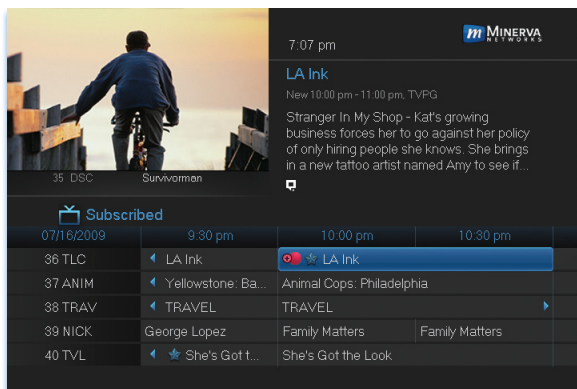 7:07 pm
m MINERVA
NETWORKS
LA Ink
New 10:00 pm - 11:00 pm, TVPG
Stranger In My Shop - Kat's growing
business forces her to go against her policy
of only hiring people she knows. She brings
in a new tattoo artist named Amy to see if...
35 DSC Survivorman
Subscribed
07/16/2009 9:30 pm 10:00 pm 10:30 pm
36 TLC LA Ink LA Ink
37 ANIM Yellowstone: Ba... Animal Cops: Philadelphia
38 TRAV TRAVEL TRAVEL
39 NICK George Lopez Family Matters Family Matters
40 TVL She's Got t... She's Got the Look